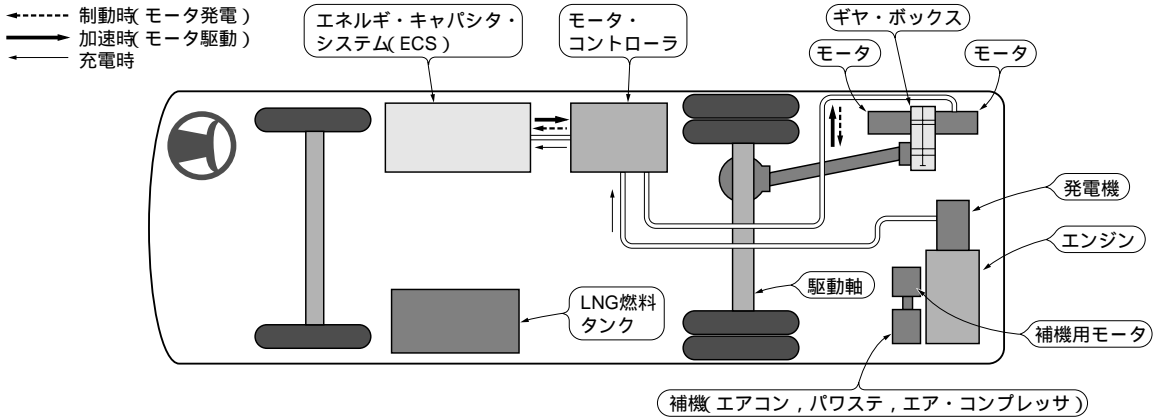 制動時(モータ発電)
加速時(モータ駆動)
充電時
エネルギ・キャパシタ・
システム(ECS)
モータ・
コントローラ
ギヤ・ボックス
モータ
モータ
発電機
エンジン
駆動軸
LNG燃料
タンク
補機用モータ
補機(エアコン,パワステ,エア・コンプレッサ)